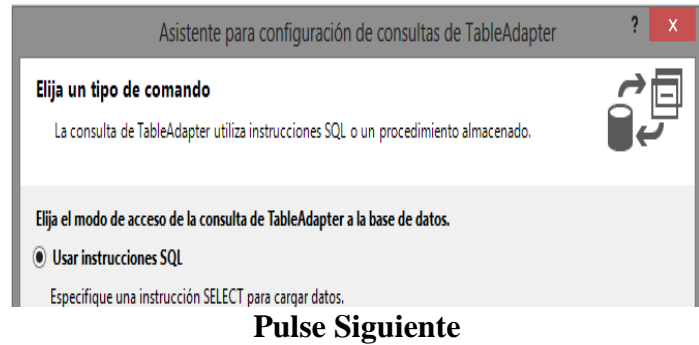 Asistente para configuración de consultas de TableAdapter
? X
Elija un tipo de comando
La consulta de TableAdapter utiliza instrucciones SQL o un procedimiento almacenado.
Elija el modo de acceso de la consulta de TableAdapter a la base de datos.
Usar instrucciones SQL
Especifique una instrucción SELECT para cargar datos.
Pulse Siguiente